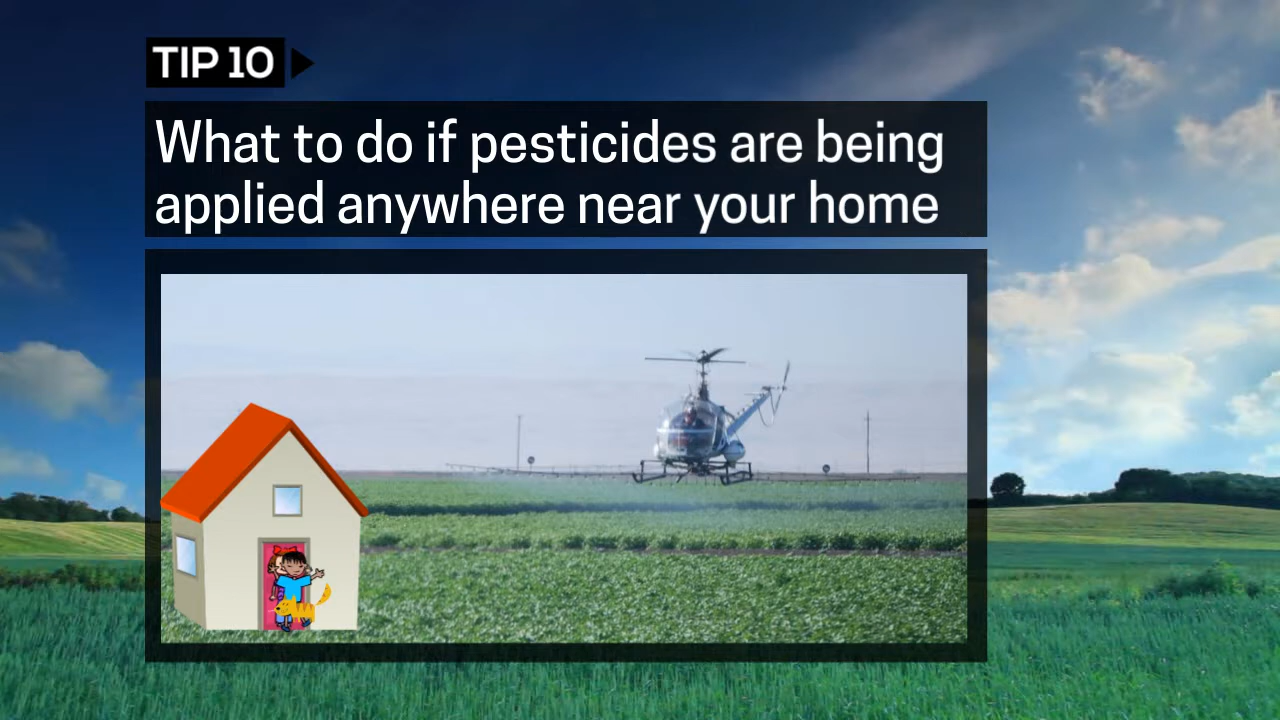 TIP 10
What to do if pesticides are being
applied anywhere near your home